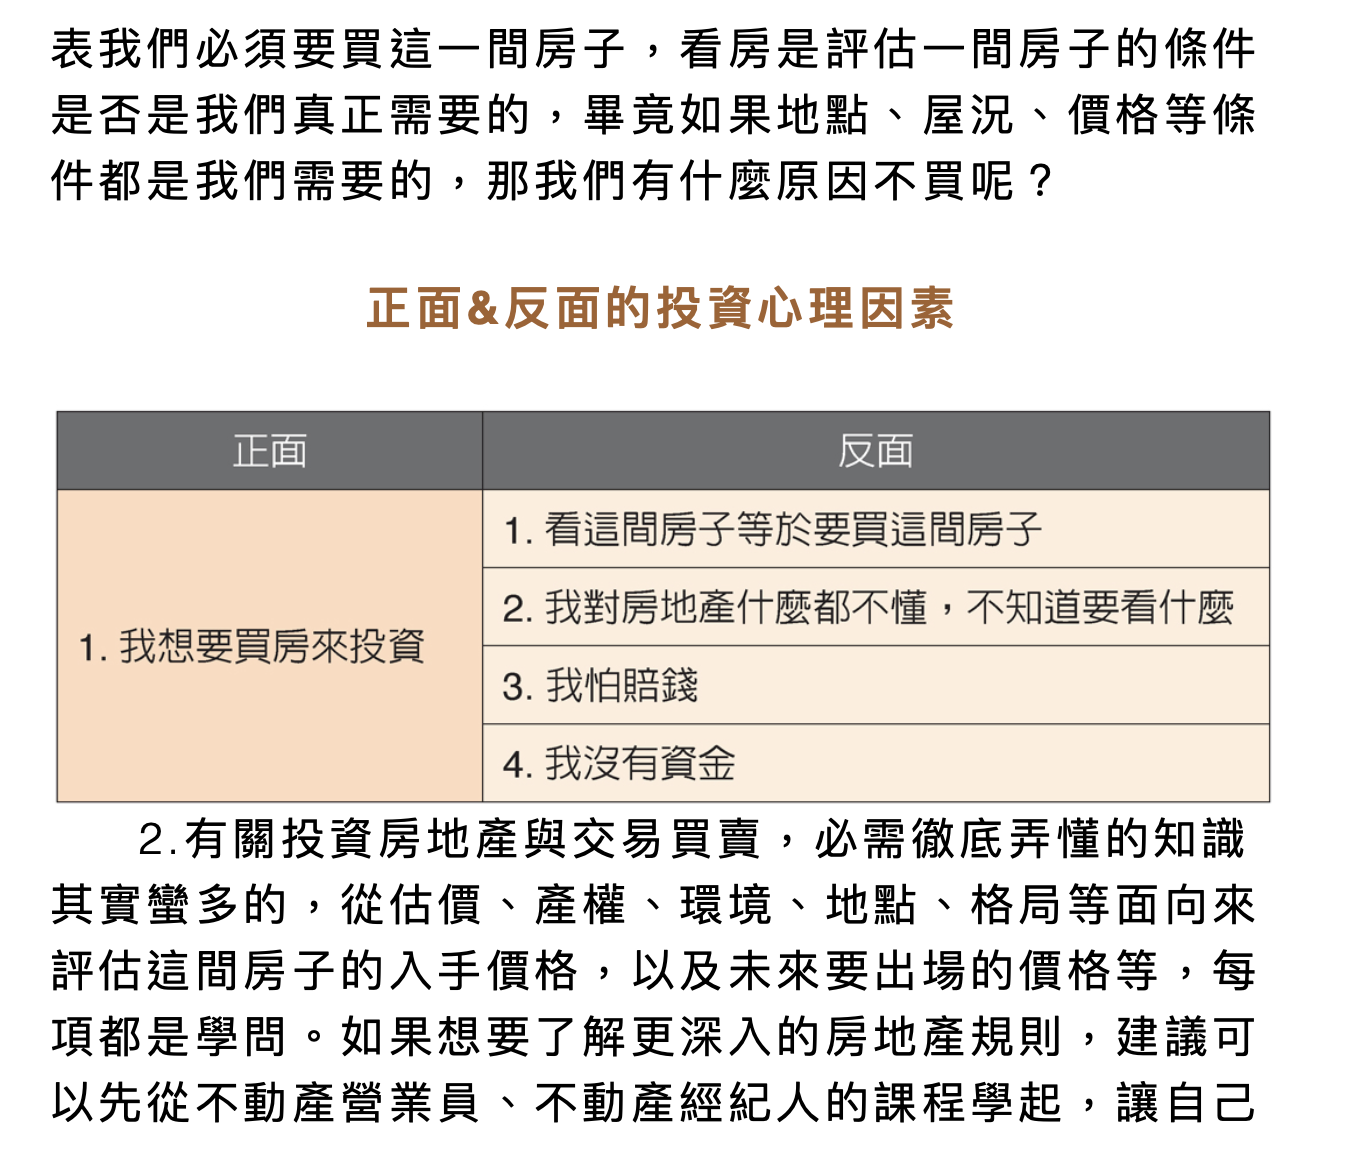 表我們必須要買這一間房子，看房是評估一間房子的條件
是否是我們真正需要的，畢竟如果地點、屋況、價格等條
件都是我們需要的，那我們有什麼原因不買呢？
正面&反面的投資心理因素
正面
反面
1. 我想要買房來投資
1. 看這間房子等於要買這間房子
2. 我對房地產什麼都不懂，不知道要看什麼
3. 我怕賠錢
4. 我沒有資金
2.有關投資房地產與交易買賣，必需徹底弄懂的知識
其實蠻多的，從估價、產權、環境、地點、格局等面向來
評估這間房子的入手價格，以及未來要出場的價格等，每
項都是學問。如果想要了解更深入的房地產規則，建議可
以先從不動產營業員、不動產經紀人的課程學起，讓自己